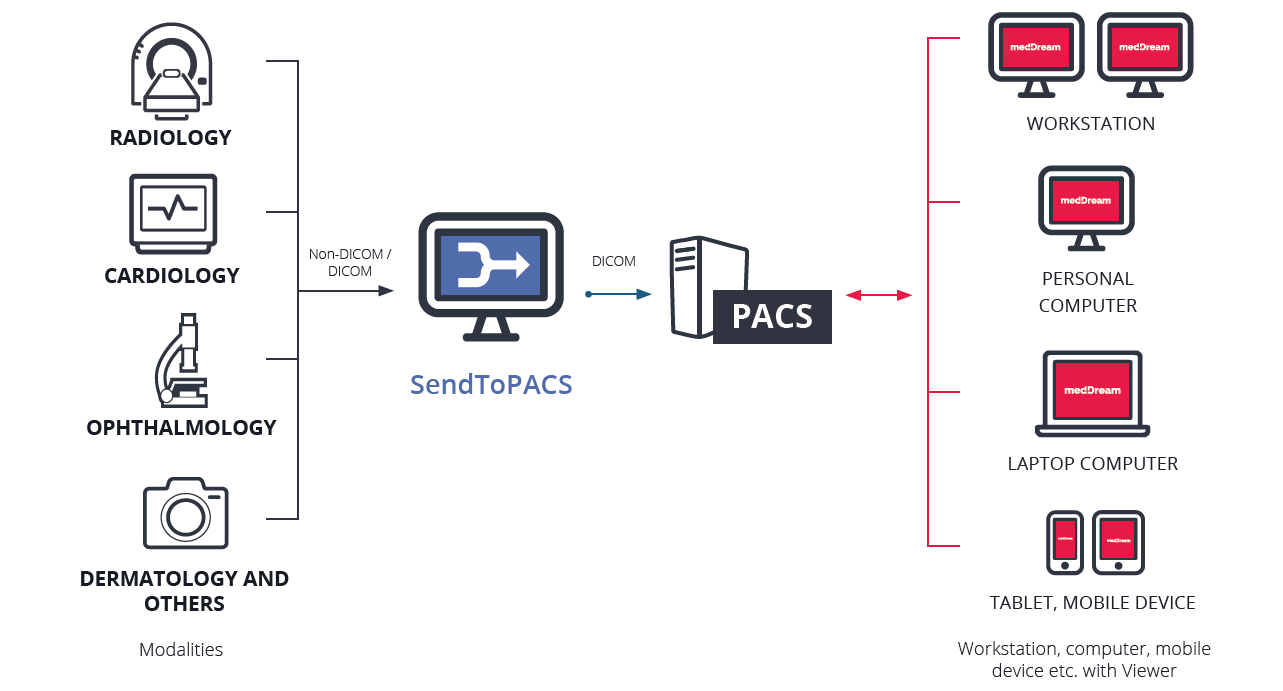 RADIOLOGY
CARDIOLOGY
OPHTHALMOLOGY
DERMATOLOGY AND
OTHERS
Modalities
Non-DICOM /
DICOM
SendToPACS
DICOM
PACS
medDream
medDream
WORKSTATION
medDream
PERSONAL
COMPUTER
medDream
LAPTOP COMPUTER
medDream
medDream
TABLET, MOBILE DEVICE
Workstation, computer, mobile
device etc. with Viewer